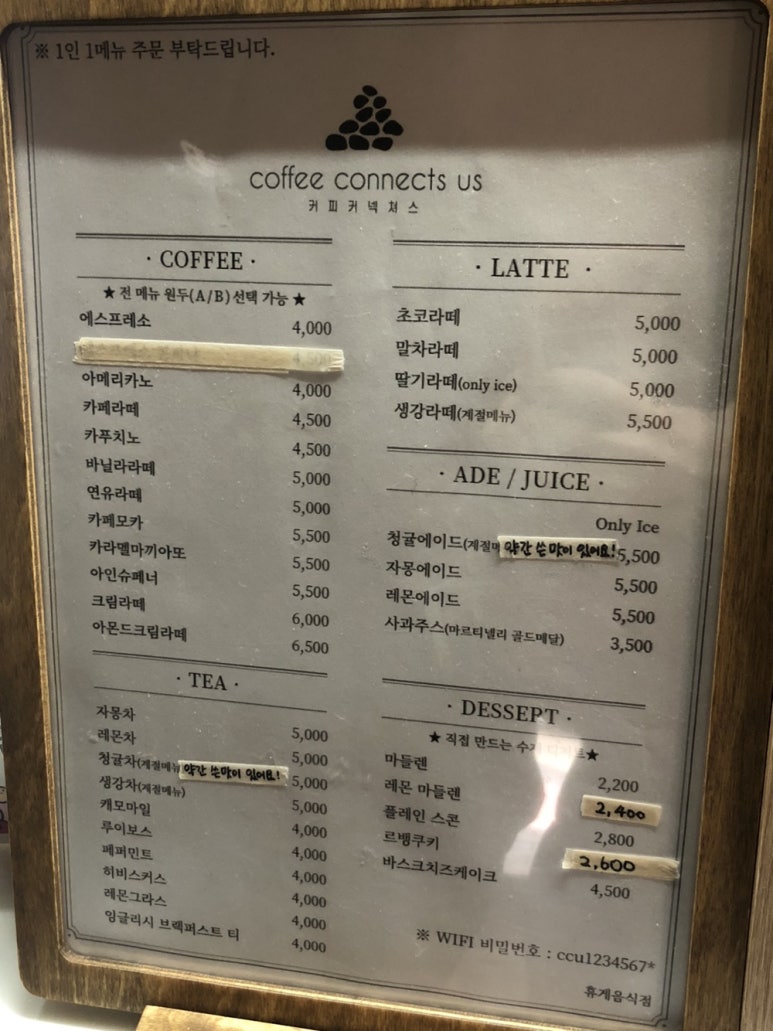 ※ 1인 1메뉴 주문 부탁드립니다.
coffee connects us
커피커넥쳐스
· COFFEE ·
★ 전 메뉴 원두(A/B)선택 가능 ★
에스프레소 4,000
아메리카노 4,000
카페라떼 4,500
카푸치노 4,500
바닐라라떼 5,000
연유라떼 5,000
카페모카 5,500
카라멜마끼아또 5,500
아인슈페너 5,500
크림라떼 6,000
아몬드크림라떼 6,500
· TEA ·
자몽차 5,000
레몬차 5,000
청귤차(계절메뉴 약간 쓴맛이 있어요! 5,000
생강차(계절메뉴) 5,000
캐모마일 4,000
루이보스 4,000
페퍼민트 4,000
히비스커스 4,000
레몬그라스 4,000
잉글리시 브랙퍼스트 티 4,000
· LATTE ·
초코라떼 5,000
말차라떼 5,000
딸기라떼(only ice) 5,000
생강라떼(계절메뉴) 5,500
· ADE / JUICE ·
Only Ice
청귤에이드(계절메 약간 쓴맛이 있어요! 5,500
자몽에이드 5,500
레몬에이드 5,500
사과주스(마르티넬리 골드메달) 3,500
· DESSERT ·
★ 직접 만드는 수제 ★
마들렌 2,200
레몬 마들렌 2,400
플레인 스콘 2,800
르뱅쿠키 2,600
바스크치즈케이크 4,500
※ WIFI 비밀번호 : ccu1234567*
휴게음식점